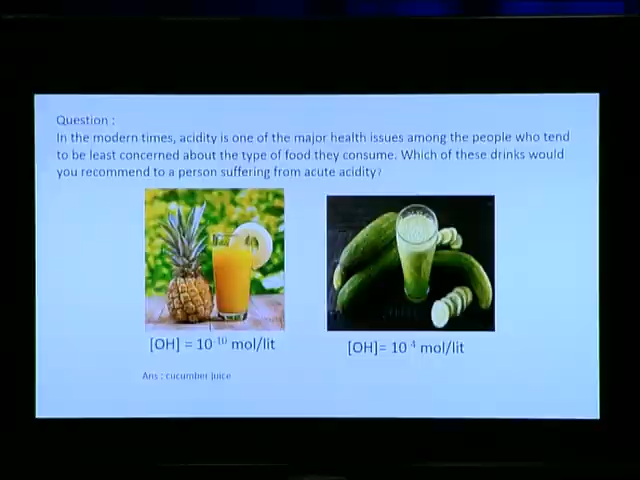 Question :
In the modern times, acidity is one of the major health issues among the people who tend
to be least concerned about the type of food they consume. Which of these drinks would
you recommend to a person suffering from acute acidity?
[OH] = 10⁻¹⁰ mol/lit
[OH]= 10⁻⁴ mol/lit
Ans : cucumber juice